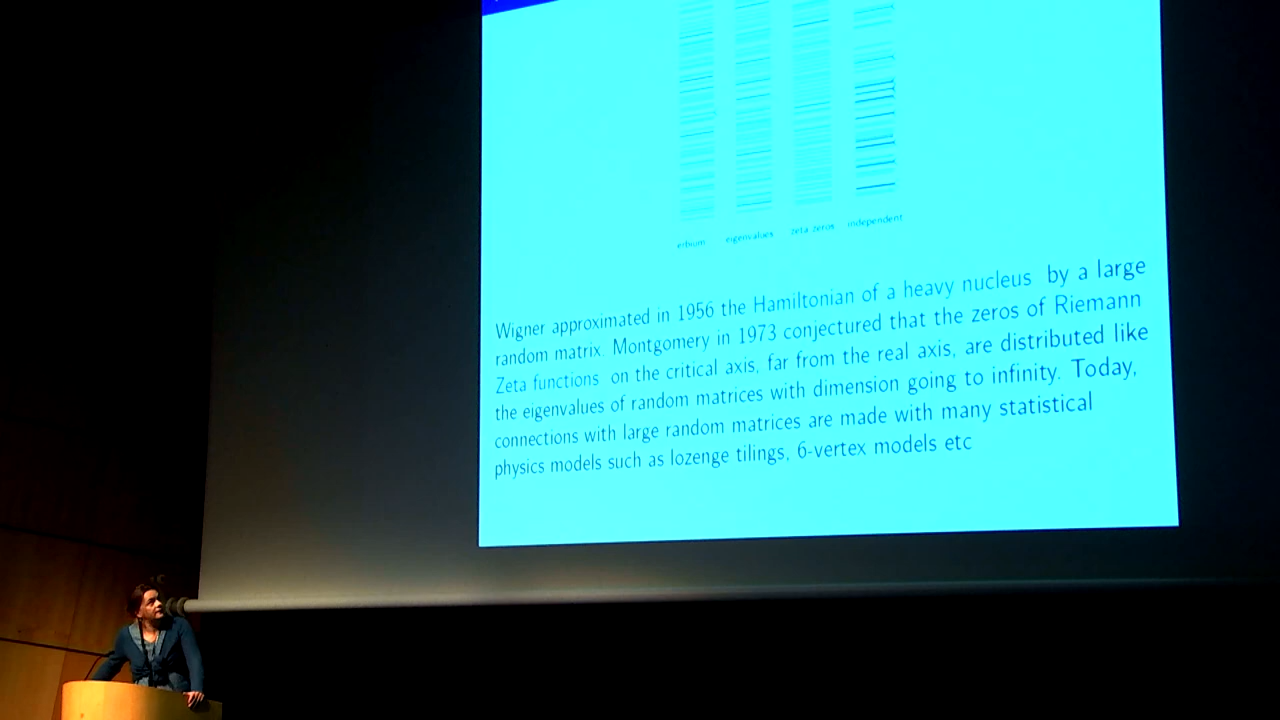 erbium eigenvalues zeta zeros independent
Wigner approximated in 1956 the Hamiltonian of a heavy nucleus by a large
random matrix. Montgomery in 1973 conjectured that the zeros of Riemann
Zeta functions on the critical axis, far from the real axis, are distributed like
the eigenvalues of random matrices with dimension going to infinity. Today,
connections with large random matrices are made with many statistical
physics models such as lozenge tilings, 6-vertex models etc